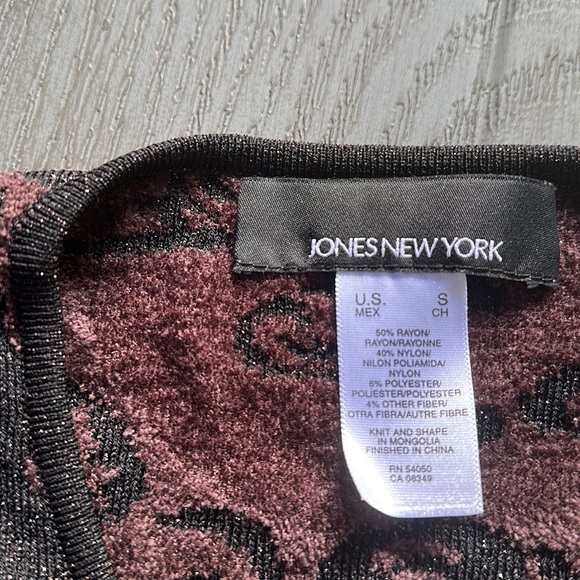 JONES NEW YORK
U.S. S
MEX CH
50% RAYON/
RAYON/RAYONNE
40% NYLON/
NILON POLIAMIDA/
NYLON
6% POLYESTER/
POLIESTER/POLYESTER
4% OTHER FIBER/
OTRA FIBRA/AUTRE FIBRE
KNIT AND SHAPE
IN MONGOLIA
FINISHED IN CHINA
RN 54050
CA 08349